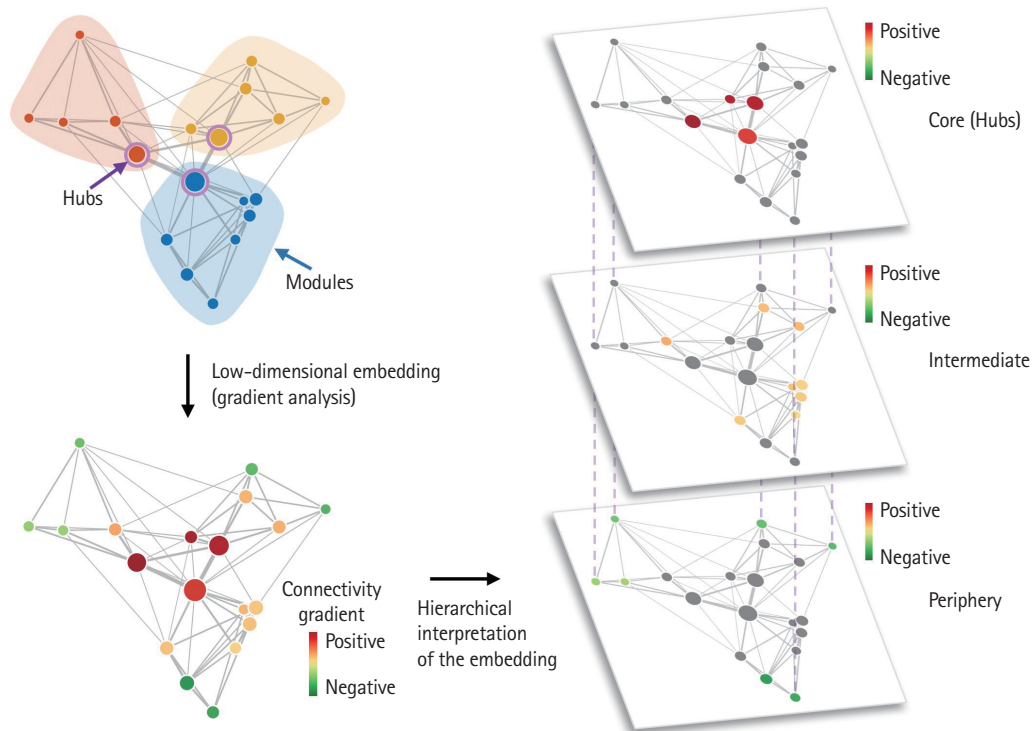 Hubs
Modules
Low-dimensional embedding
(gradient analysis)
Connectivity
gradient
Positive
Negative
Hierarchical
interpretation
of the embedding
Positive
Negative
Core (Hubs)
Positive
Negative
Intermediate
Positive
Negative
Periphery